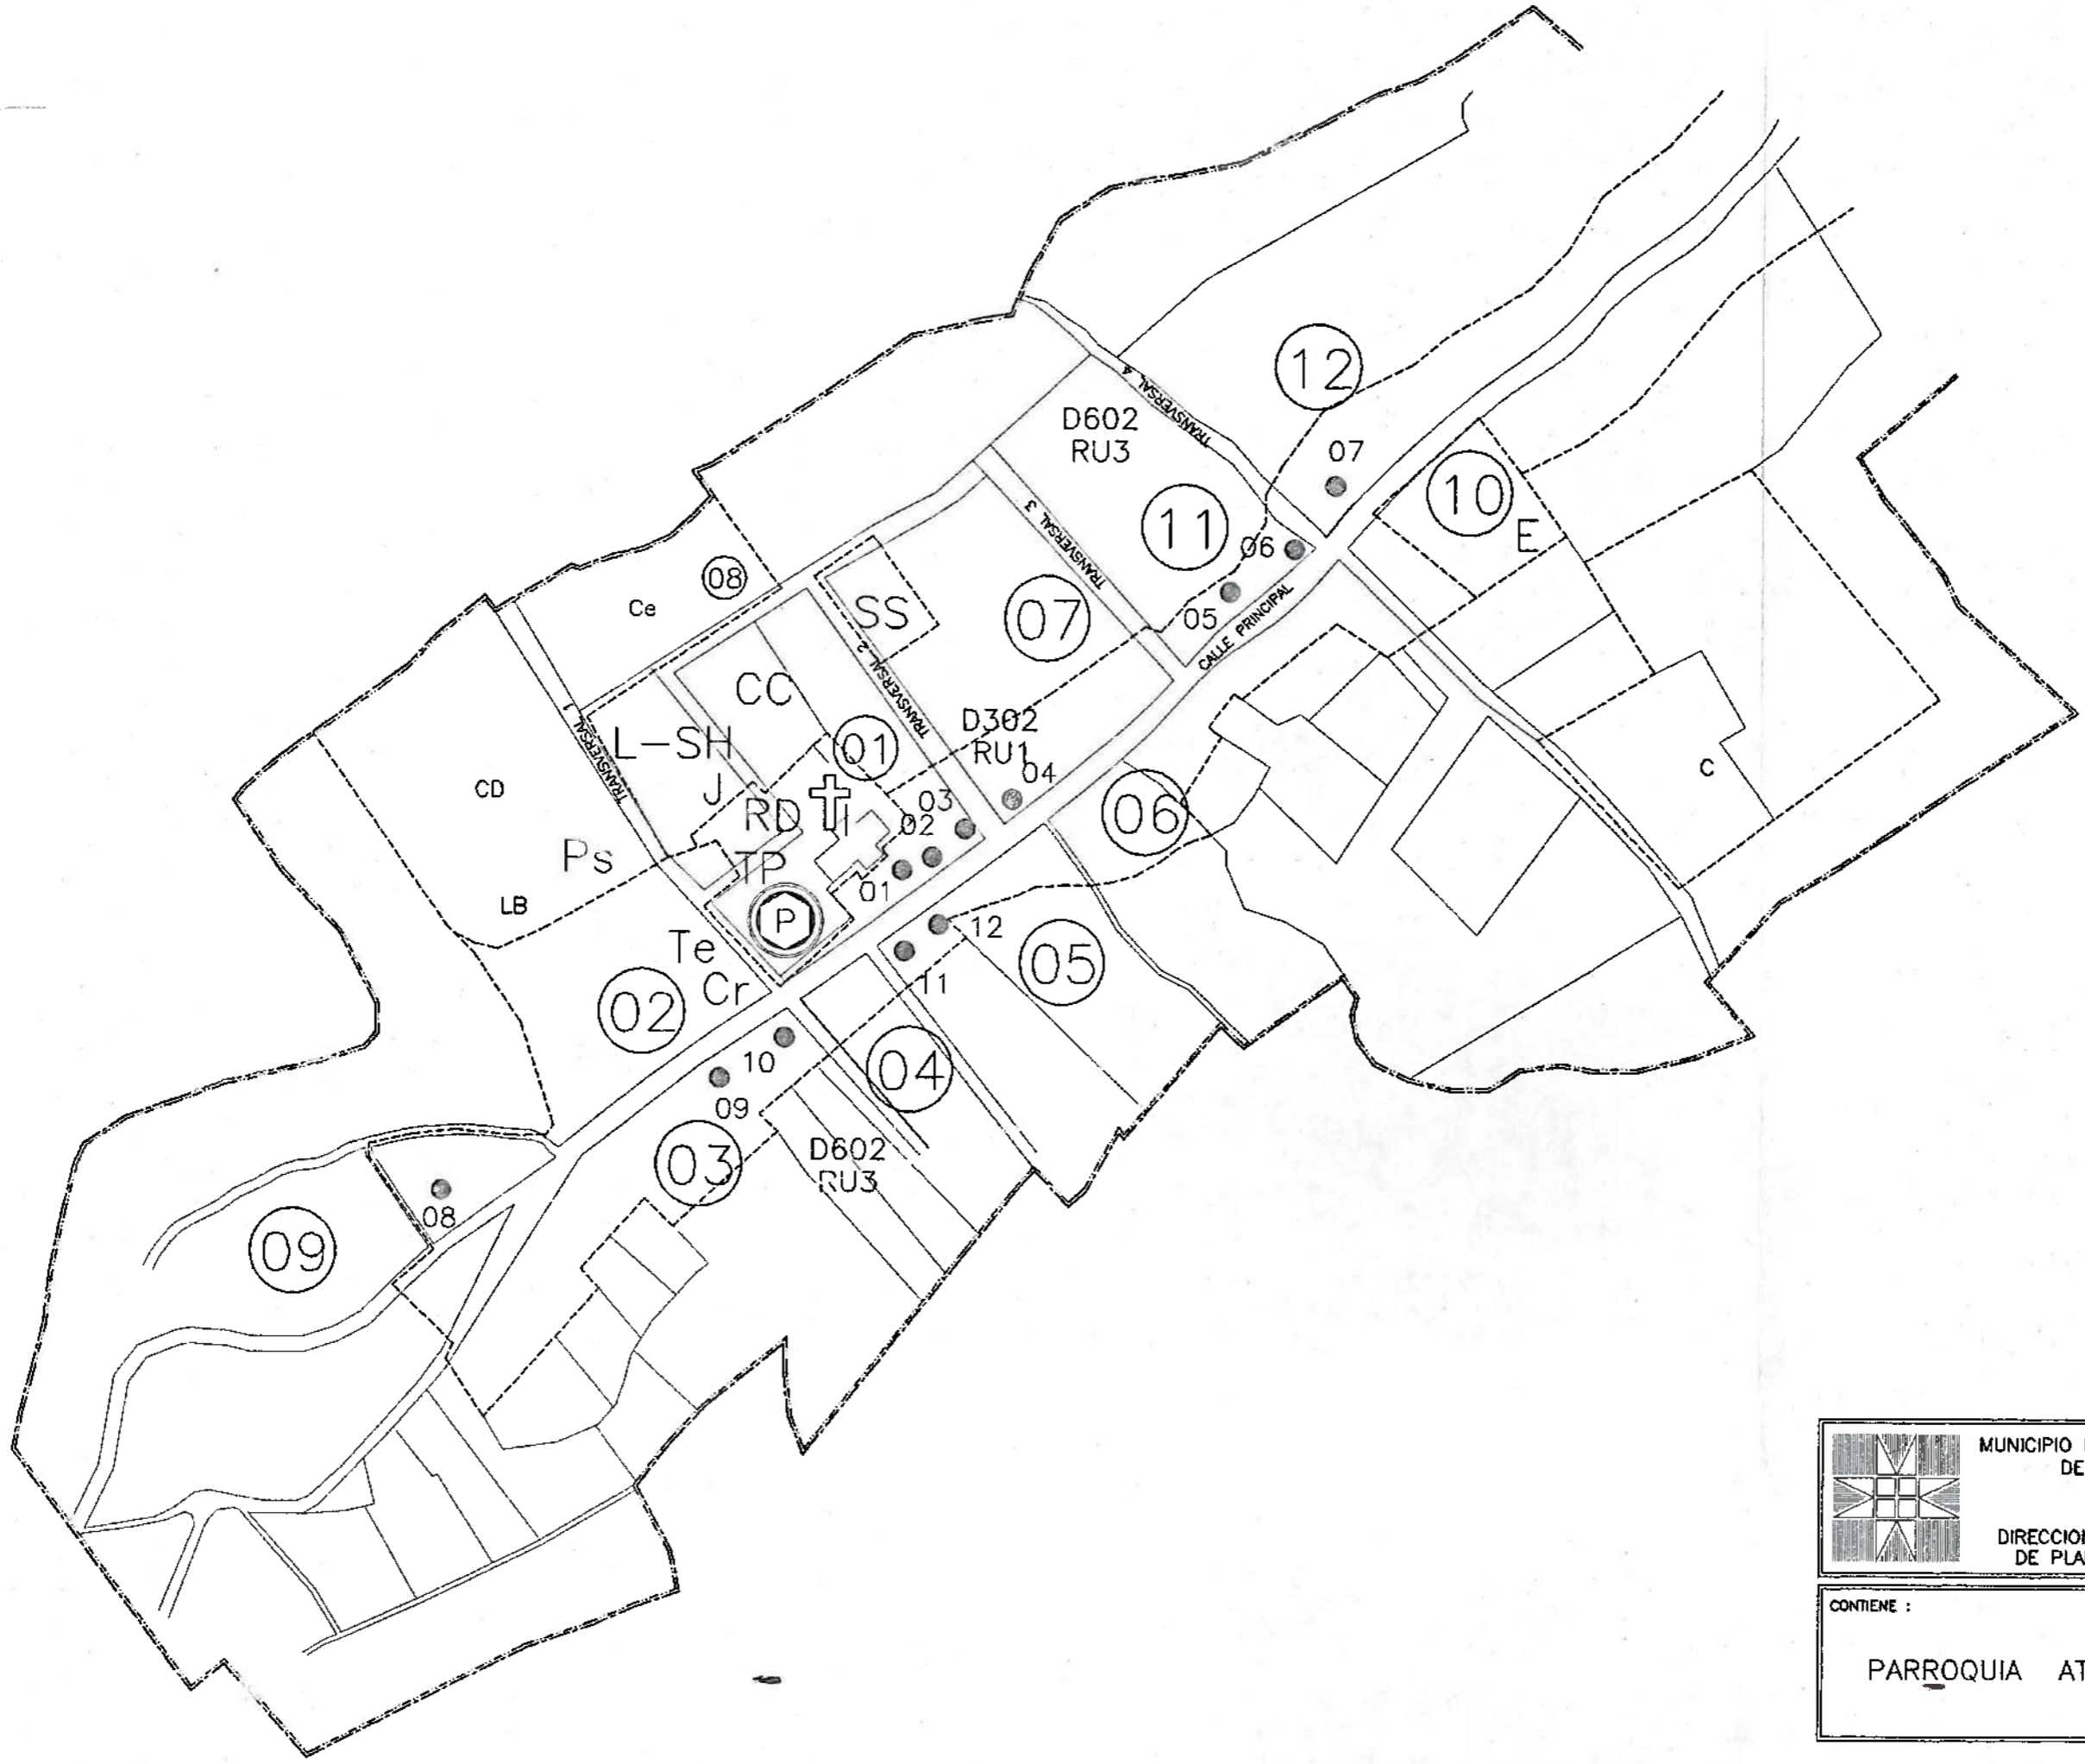 12
D602
RU3
TRANSVERSAL 4
07
10
E
11
06
TRANSVERSAL 3
05
CALLE PRINCIPAL
08
Ce
SS
07
TRANSVERSAL 2
CC
01
D302
RU1
04
TRANSVERSAL 1
L-SH
J
RD
I
03
02
06
C
CD
Ps
TP
01
LB
P
Te
Cr
02
12
11
05
10
04
09
03
D602
RU3
08
09
MUNICIPIO
DE
DE PLA
CONTIENE :
PARROQUIA AT